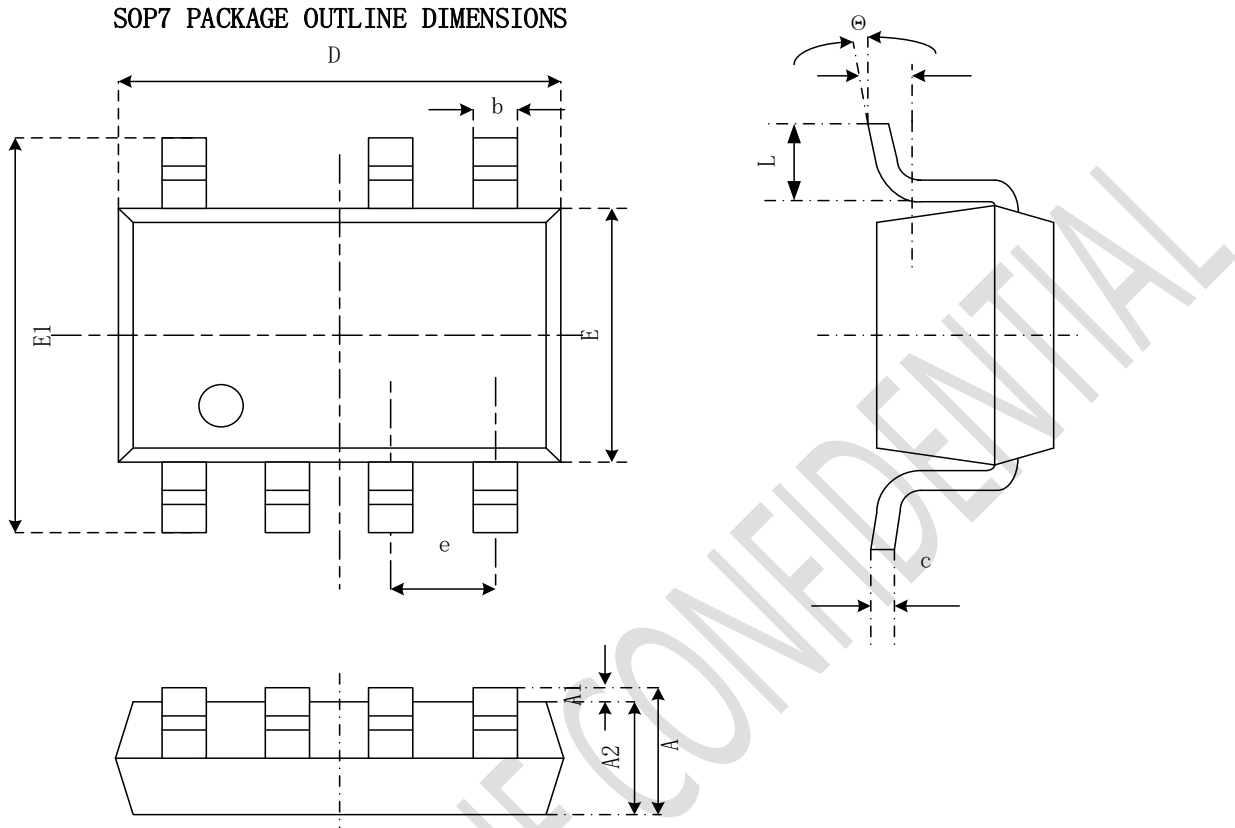 SOP7 PACKAGE OUTLINE DIMENSIONS
D
b
Θ
L
E1
E
e
c
A1
A2
A
CONFIDENTIAL